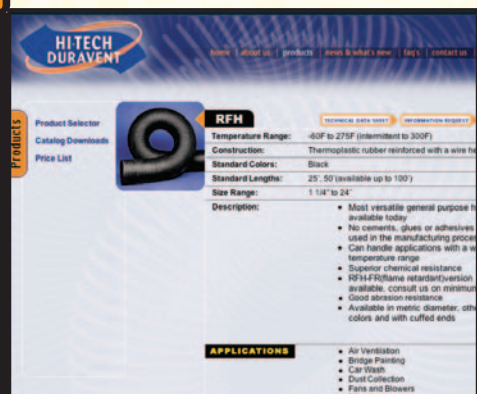 HI-TECH
DURAVENT
home | about us | products | news & what's new | faq's | contact us
Products
Product Selector
Catalog Downloads
Price List
RFH
TECHNICAL DATA SHEET
INFORMATION REQUEST
Temperature Range: -60F to 275F (intermittent to 300F)
Construction: Thermoplastic rubber reinforced with a wire he
Standard Colors: Black
Standard Lengths: 25', 50'(available up to 100')
Size Range: 1 1/4" to 24"
Description:
• Most versatile general purpose h
available today
• No cements, glues or adhesives
used in the manufacturing proces
• Can handle applications with a w
temperature range
• Superior chemical resistance
• RFH-FR(flame retardant)version
available, consult us on minimum
• Good abrasion resistance
• Available in metric diameter, othe
colors and with cuffed ends
APPLICATIONS
• Air Ventilation
• Bridge Painting
• Car Wash
• Dust Collection
• Fans and Blowers